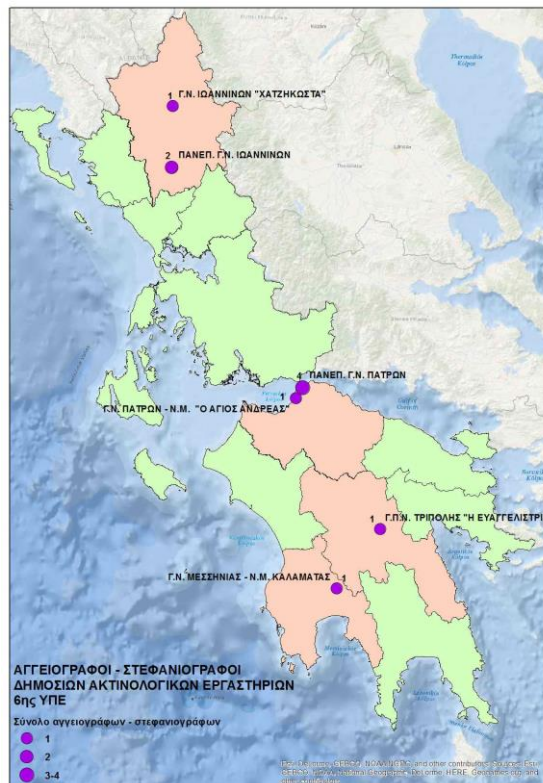 1 Γ.Ν. ΙΩΑΝΝΙΝΩΝ "ΧΑΤΖΗΚΩΣΤΑ"
2 ΠΑΝΕΠ. Γ.Ν. ΙΩΑΝΝΙΝΩΝ
4 ΠΑΝΕΠ. Γ.Ν. ΠΑΤΡΩΝ
Γ.Ν. ΠΑΤΡΩΝ - Ν.Μ. "Ο ΑΓΙΟΣ ΑΝΔΡΕΑΣ" 1
1 Γ.Π.Ν. ΤΡΙΠΟΛΗΣ "Η ΕΥΑΓΓΕΛΙΣΤΡΙ
Γ.Ν. ΜΕΣΣΗΝΙΑΣ - Ν.Μ. ΚΑΛΑΜΑΤΑΣ 1
ΑΓΓΕΙΟΓΡΑΦΟΙ - ΣΤΕΦΑΝΙΟΓΡΑΦΟΙ
ΔΗΜΟΣΙΩΝ ΑΚΤΙΝΟΛΟΓΙΚΩΝ ΕΡΓΑΣΤΗΡΙΩΝ
6ης ΥΠΕ
Σύνολο αγγειογράφων - στεφανιογράφων
1
2
3-4